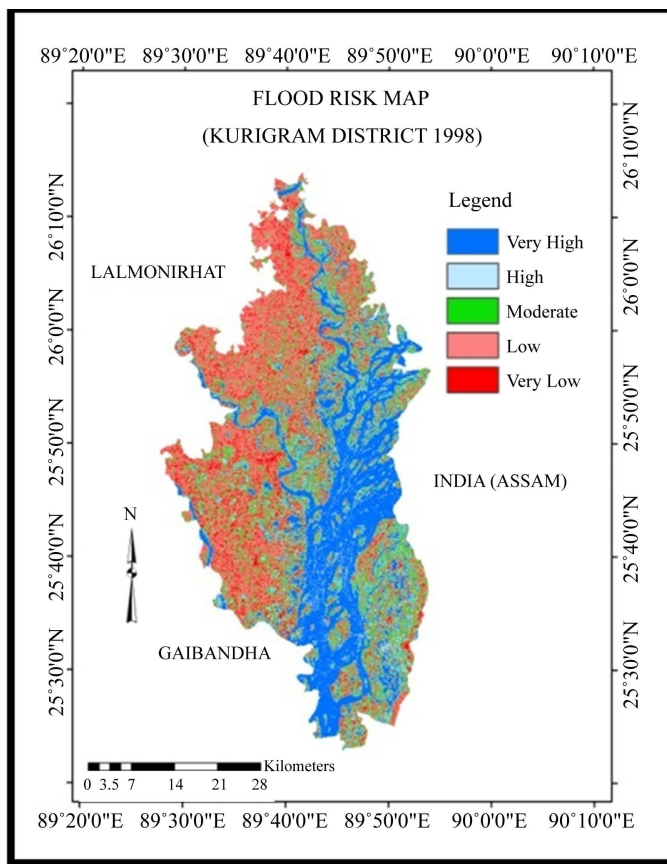 89˚20'0"E 89˚30'0"E 89˚40'0"E 89˚50'0"E 90˚0'0"E 90˚10'0"E
FLOOD RISK MAP
(KURIGRAM DISTRICT 1998)
Legend
Very High
High
Moderate
Low
Very Low
LALMONIRHAT
INDIA (ASSAM)
N
GAIBANDHA
Kilometers
0 3.5 7 14 21 28
26˚10'0"N
26˚0'0"N
25˚50'0"N
25˚40'0"N
25˚30'0"N
26˚10'0"N
26˚0'0"N
25˚50'0"N
25˚40'0"N
25˚30'0"N
89˚20'0"E 89˚30'0"E 89˚40'0"E 89˚50'0"E 90˚0'0"E 90˚10'0"E